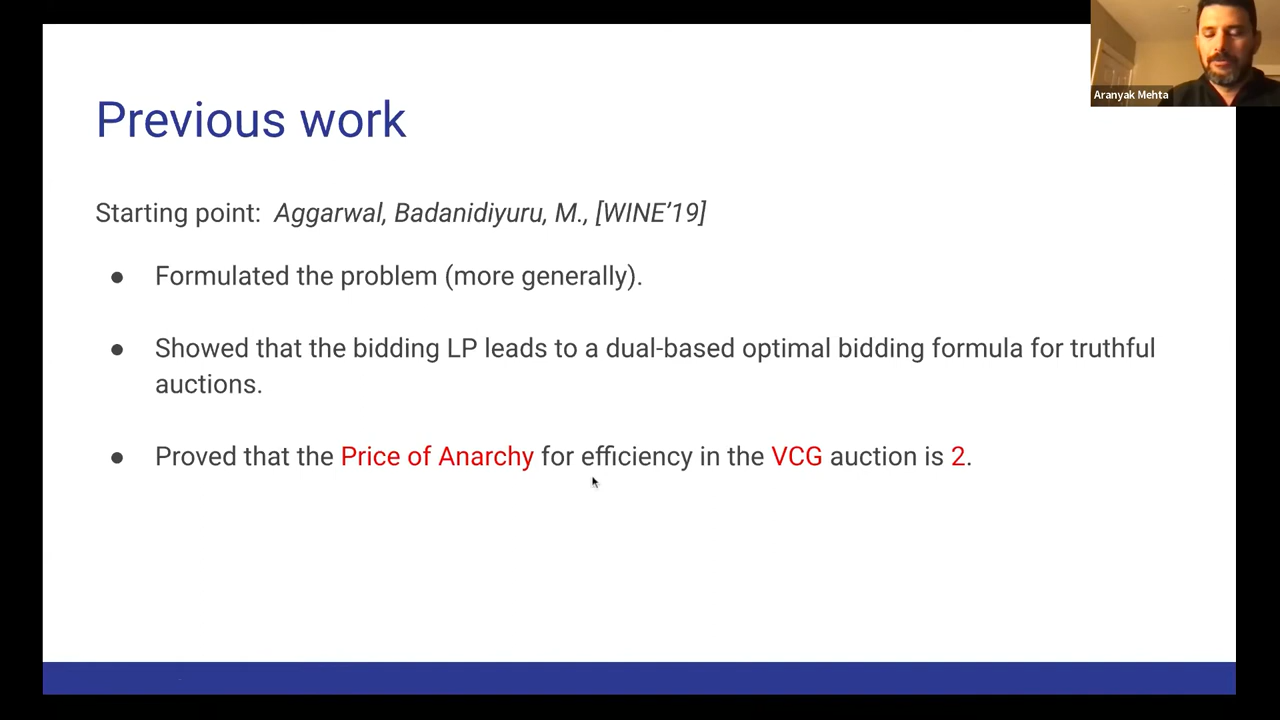 Aranyak Mehta
Previous work
Starting point: Aggarwal, Badanidiyuru, M., [WINE'19]
● Formulated the problem (more generally).
● Showed that the bidding LP leads to a dual-based optimal bidding formula for truthful
auctions.
● Proved that the Price of Anarchy for efficiency in the VCG auction is 2.